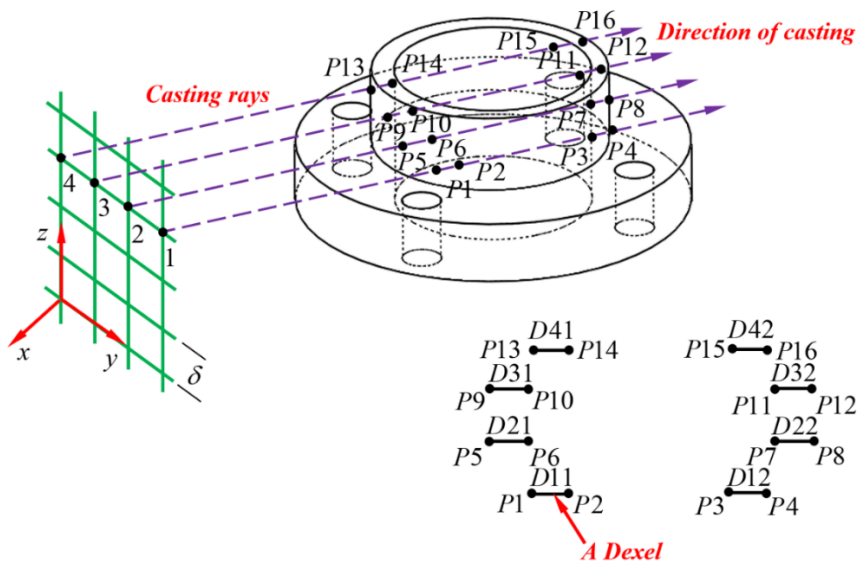 P16
P15
P12
Direction of casting
P13
P14
P11
Casting rays
P9
P10
P7
P8
P5
P6
P3
P4
P1
P2
4
3
2
1
z
x
y
δ
D41
D42
P13
P14
P15
P16
D31
D32
P9
P10
P11
P12
D21
D22
P5
P6
P7
P8
D11
D12
P1
P2
P3
P4
A Dexel